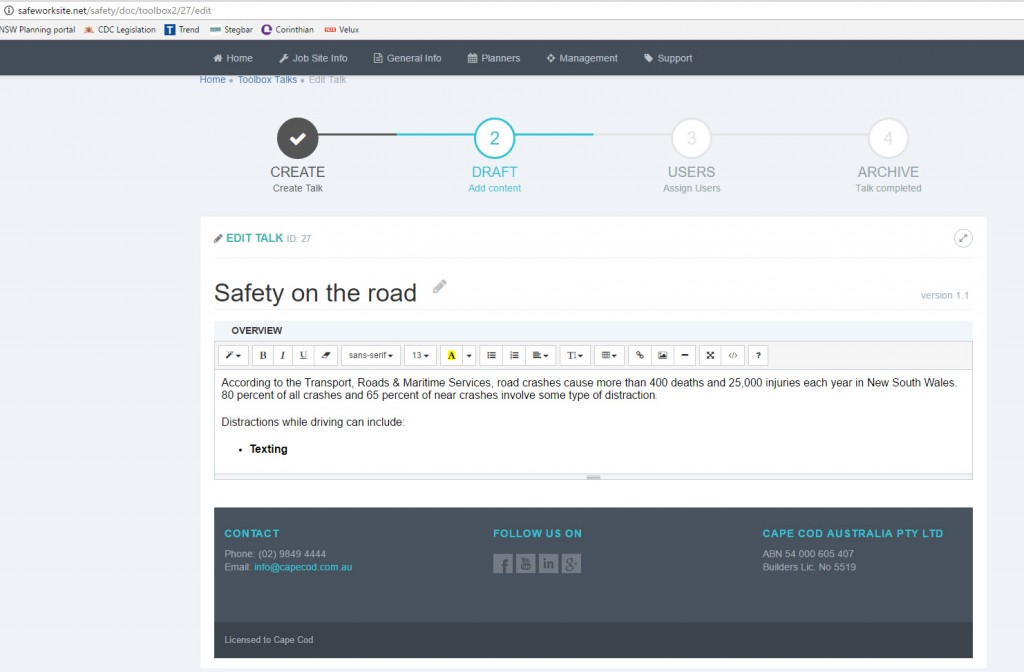 safeworksite.net/safety/doc/toolbox2/27/edit
NSW Planning portal CDC Legislation T Trend Stegbar Corinthian Velux
Home Job Site Info General Info Planners Management Support
Home Toolbox Talks Edit Talk
2 3 4
CREATE DRAFT USERS ARCHIVE
Create Talk Add content Assign Users Talk completed
EDIT TALK ID: 27
Safety on the road
version 1.1
OVERVIEW
B I U sans-serif 13 A T? </> ?
According to the Transport, Roads & Maritime Services, road crashes cause more than 400 deaths and 25,000 injuries each year in New South Wales.
80 percent of all crashes and 65 percent of near crashes involve some type of distraction.
Distractions while driving can include:
• Texting
CONTACT FOLLOW US ON CAPE COD AUSTRALIA PTY LTD
Phone: (02) 9849 4444 ABN 54 000 605 407
Email: info@capecod.com.au Builders Lic. No 5519
Licensed to Cape Cod